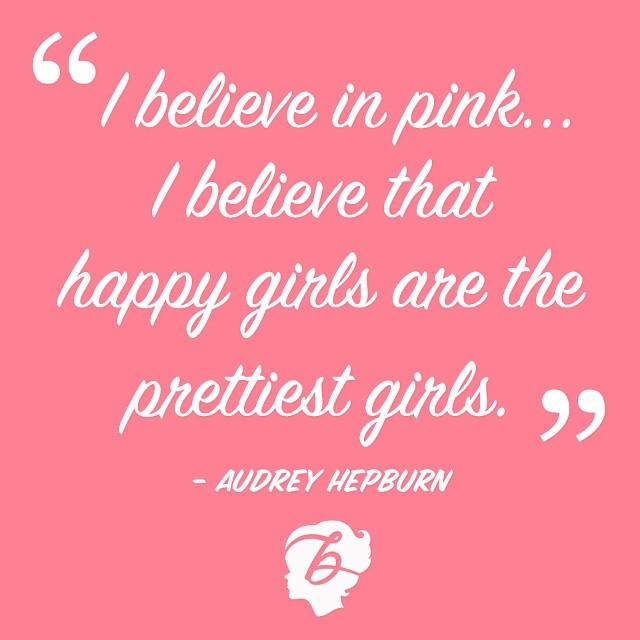 “I believe in pink...
I believe that
happy girls are the
prettiest girls.”
- AUDREY HEPBURN
b